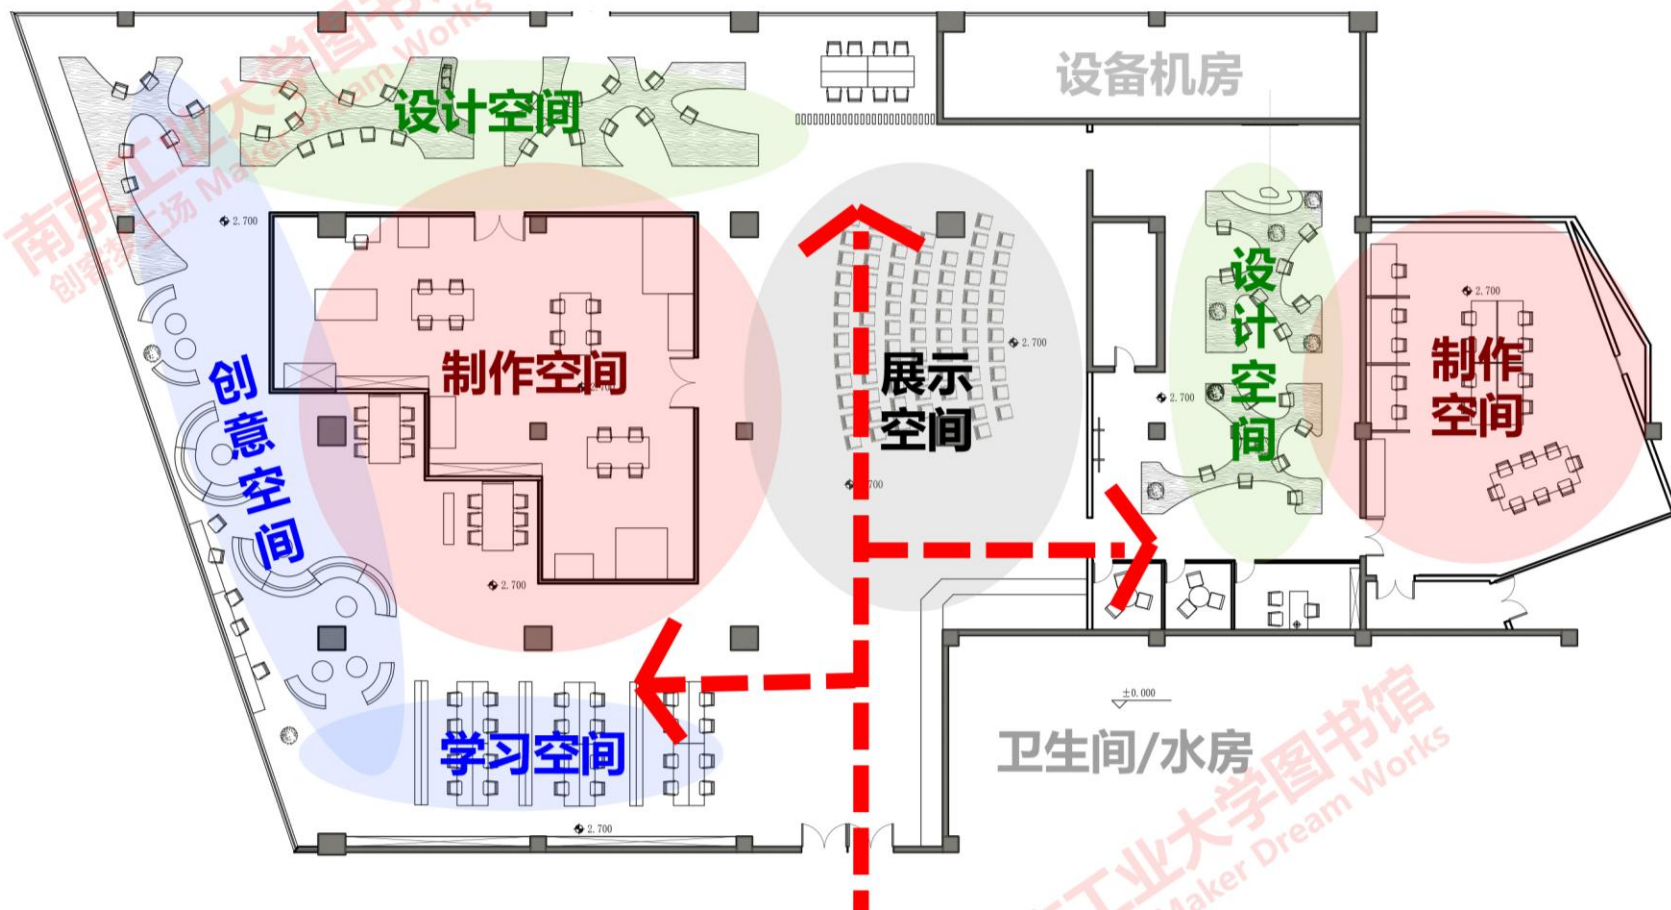 南京工业大学图书
创客梦工场 Maker Dream Works
设备机房
设计空间
2.700
制作空间
2.700
创意空间
展示
空间
2.700
2.700
设计空间
2.700
制作
空间
2.700
2.700
学习空间
2.700
±0.000
卫生间/水房
工业大学图书馆
Maker Dream Works